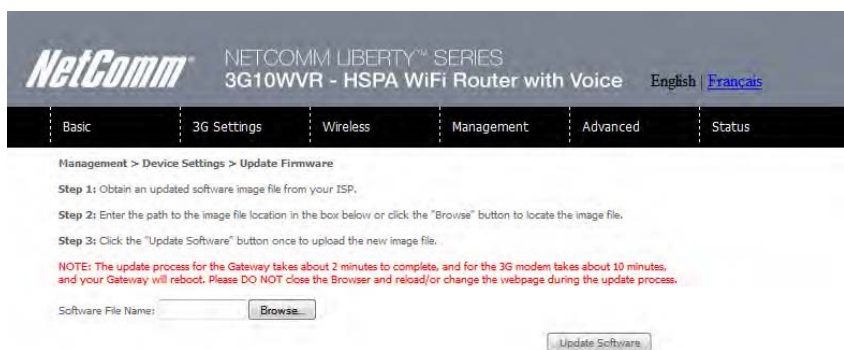 NetComm®
NETCOMM LIBERTY™ SERIES
3G10WVR - HSPA WiFi Router with Voice
English | Français
Basic 3G Settings Wireless Management Advanced Status
Management > Device Settings > Update Firmware
Step 1: Obtain an updated software image file from your ISP.
Step 2: Enter the path to the image file location in the box below or click the "Browse" button to locate the image file.
Step 3: Click the "Update Software" button once to upload the new image file.
NOTE: The update process for the Gateway takes about 2 minutes to complete, and for the 3G modem takes about 10 minutes,
and your Gateway will reboot. Please DO NOT close the Browser and reload/or change the webpage during the update process.
Software File Name: Browse...
Update Software